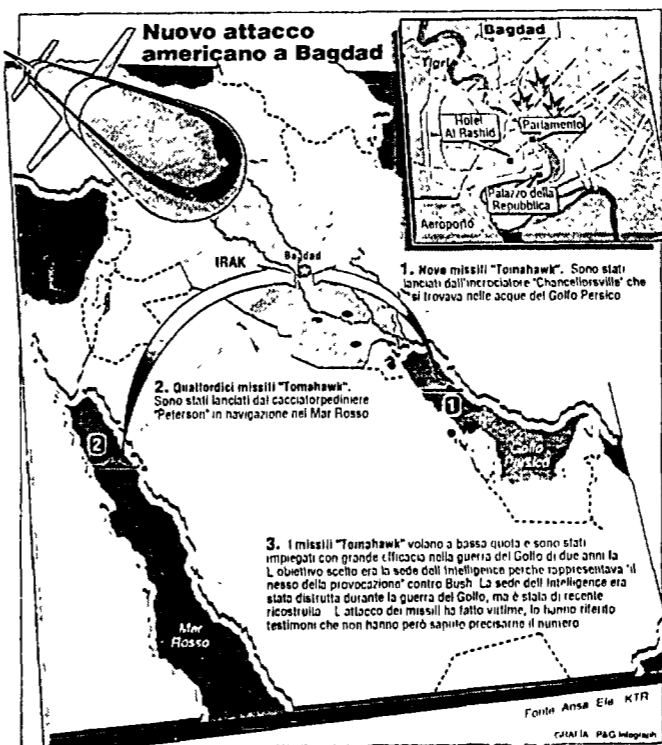 Nuovo attacco
americano a Bagdad
Bagdad
Tigri
Hotel
Al Rashid
Parlamento
Palazzo della
Repubblica
Aeroporto
IRAK
Bagdad
1. Nove missili "Tomahawk". Sono stati
lanciati dall'incrociatore "Chancellorsville" che
si trovava nelle acque del Golfo Persico
2. Quattordici missili "Tomahawk".
Sono stati lanciati dal cacciatorpediniere
"Peterson" in navigazione nel Mar Rosso
1
2
Golfo
Persico
3. I missili "Tomahawk" volano a bassa quota e sono stati
impiegati con grande efficacia nella guerra del Golfo di due anni fa
L obiettivo scelto era la sede dell Intelligence perche rappresentava "il
nesso della provocazione" contro Bush La sede dell Intelligence era
stata distrutta durante la guerra del Golfo, ma è stata di recente
ricostruita L attacco dei missili ha fatto vittime, lo hanno riferito
testimoni che non hanno però saputo precisarne il numero
Mar
Rosso
Fonte Ansa KTR
P&G Infograph